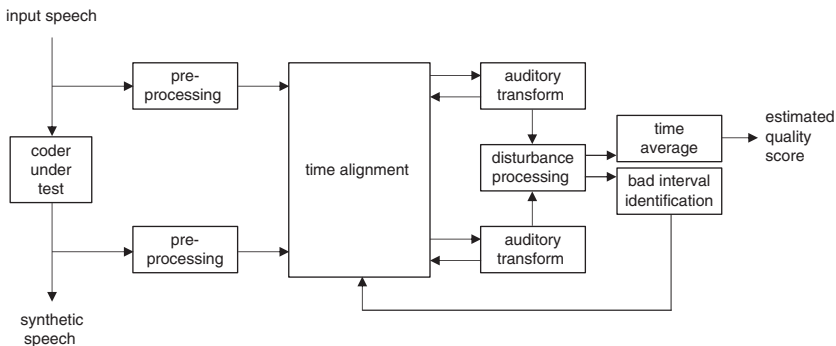 input speech
pre-
processing
coder
under
test
pre-
processing
synthetic
speech
time alignment
auditory
transform
disturbance
processing
auditory
transform
time
average
bad interval
identification
estimated
quality
score